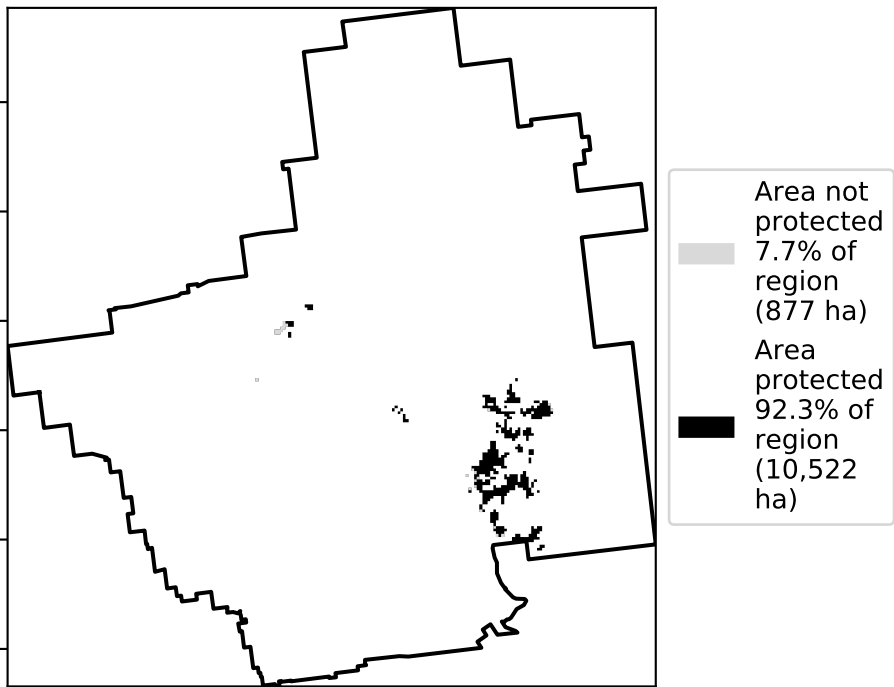 Area not
protected
7.7% of
region
(877 ha)
Area
protected
92.3% of
region
(10,522
ha)